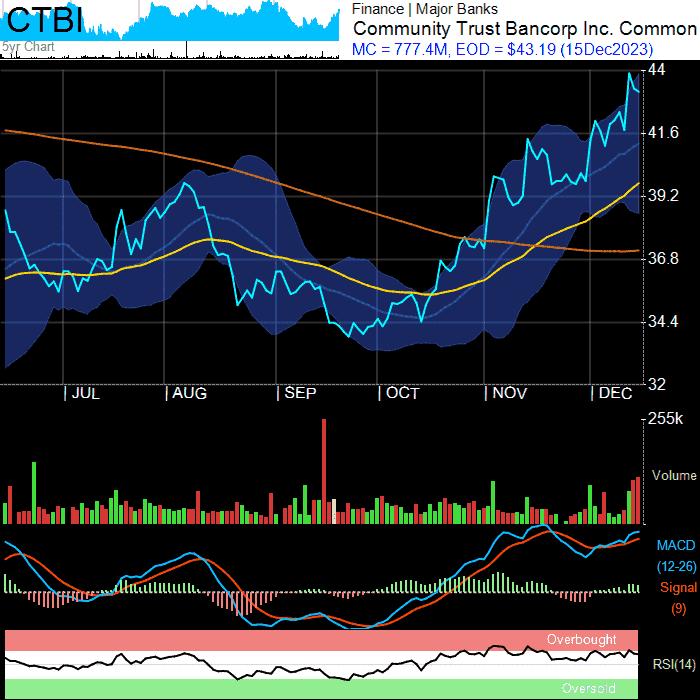 CTBI
5yr Chart
Finance | Major Banks
Community Trust Bancorp Inc. Common
MC = 777.4M, EOD = $43.19 (15Dec2023)
44
41.6
39.2
36.8
34.4
32
JUL
AUG
SEP
OCT
NOV
DEC
255k
Volume
MACD
(12-26)
Signal
(9)
Overbought
RSI(14)
Oversold